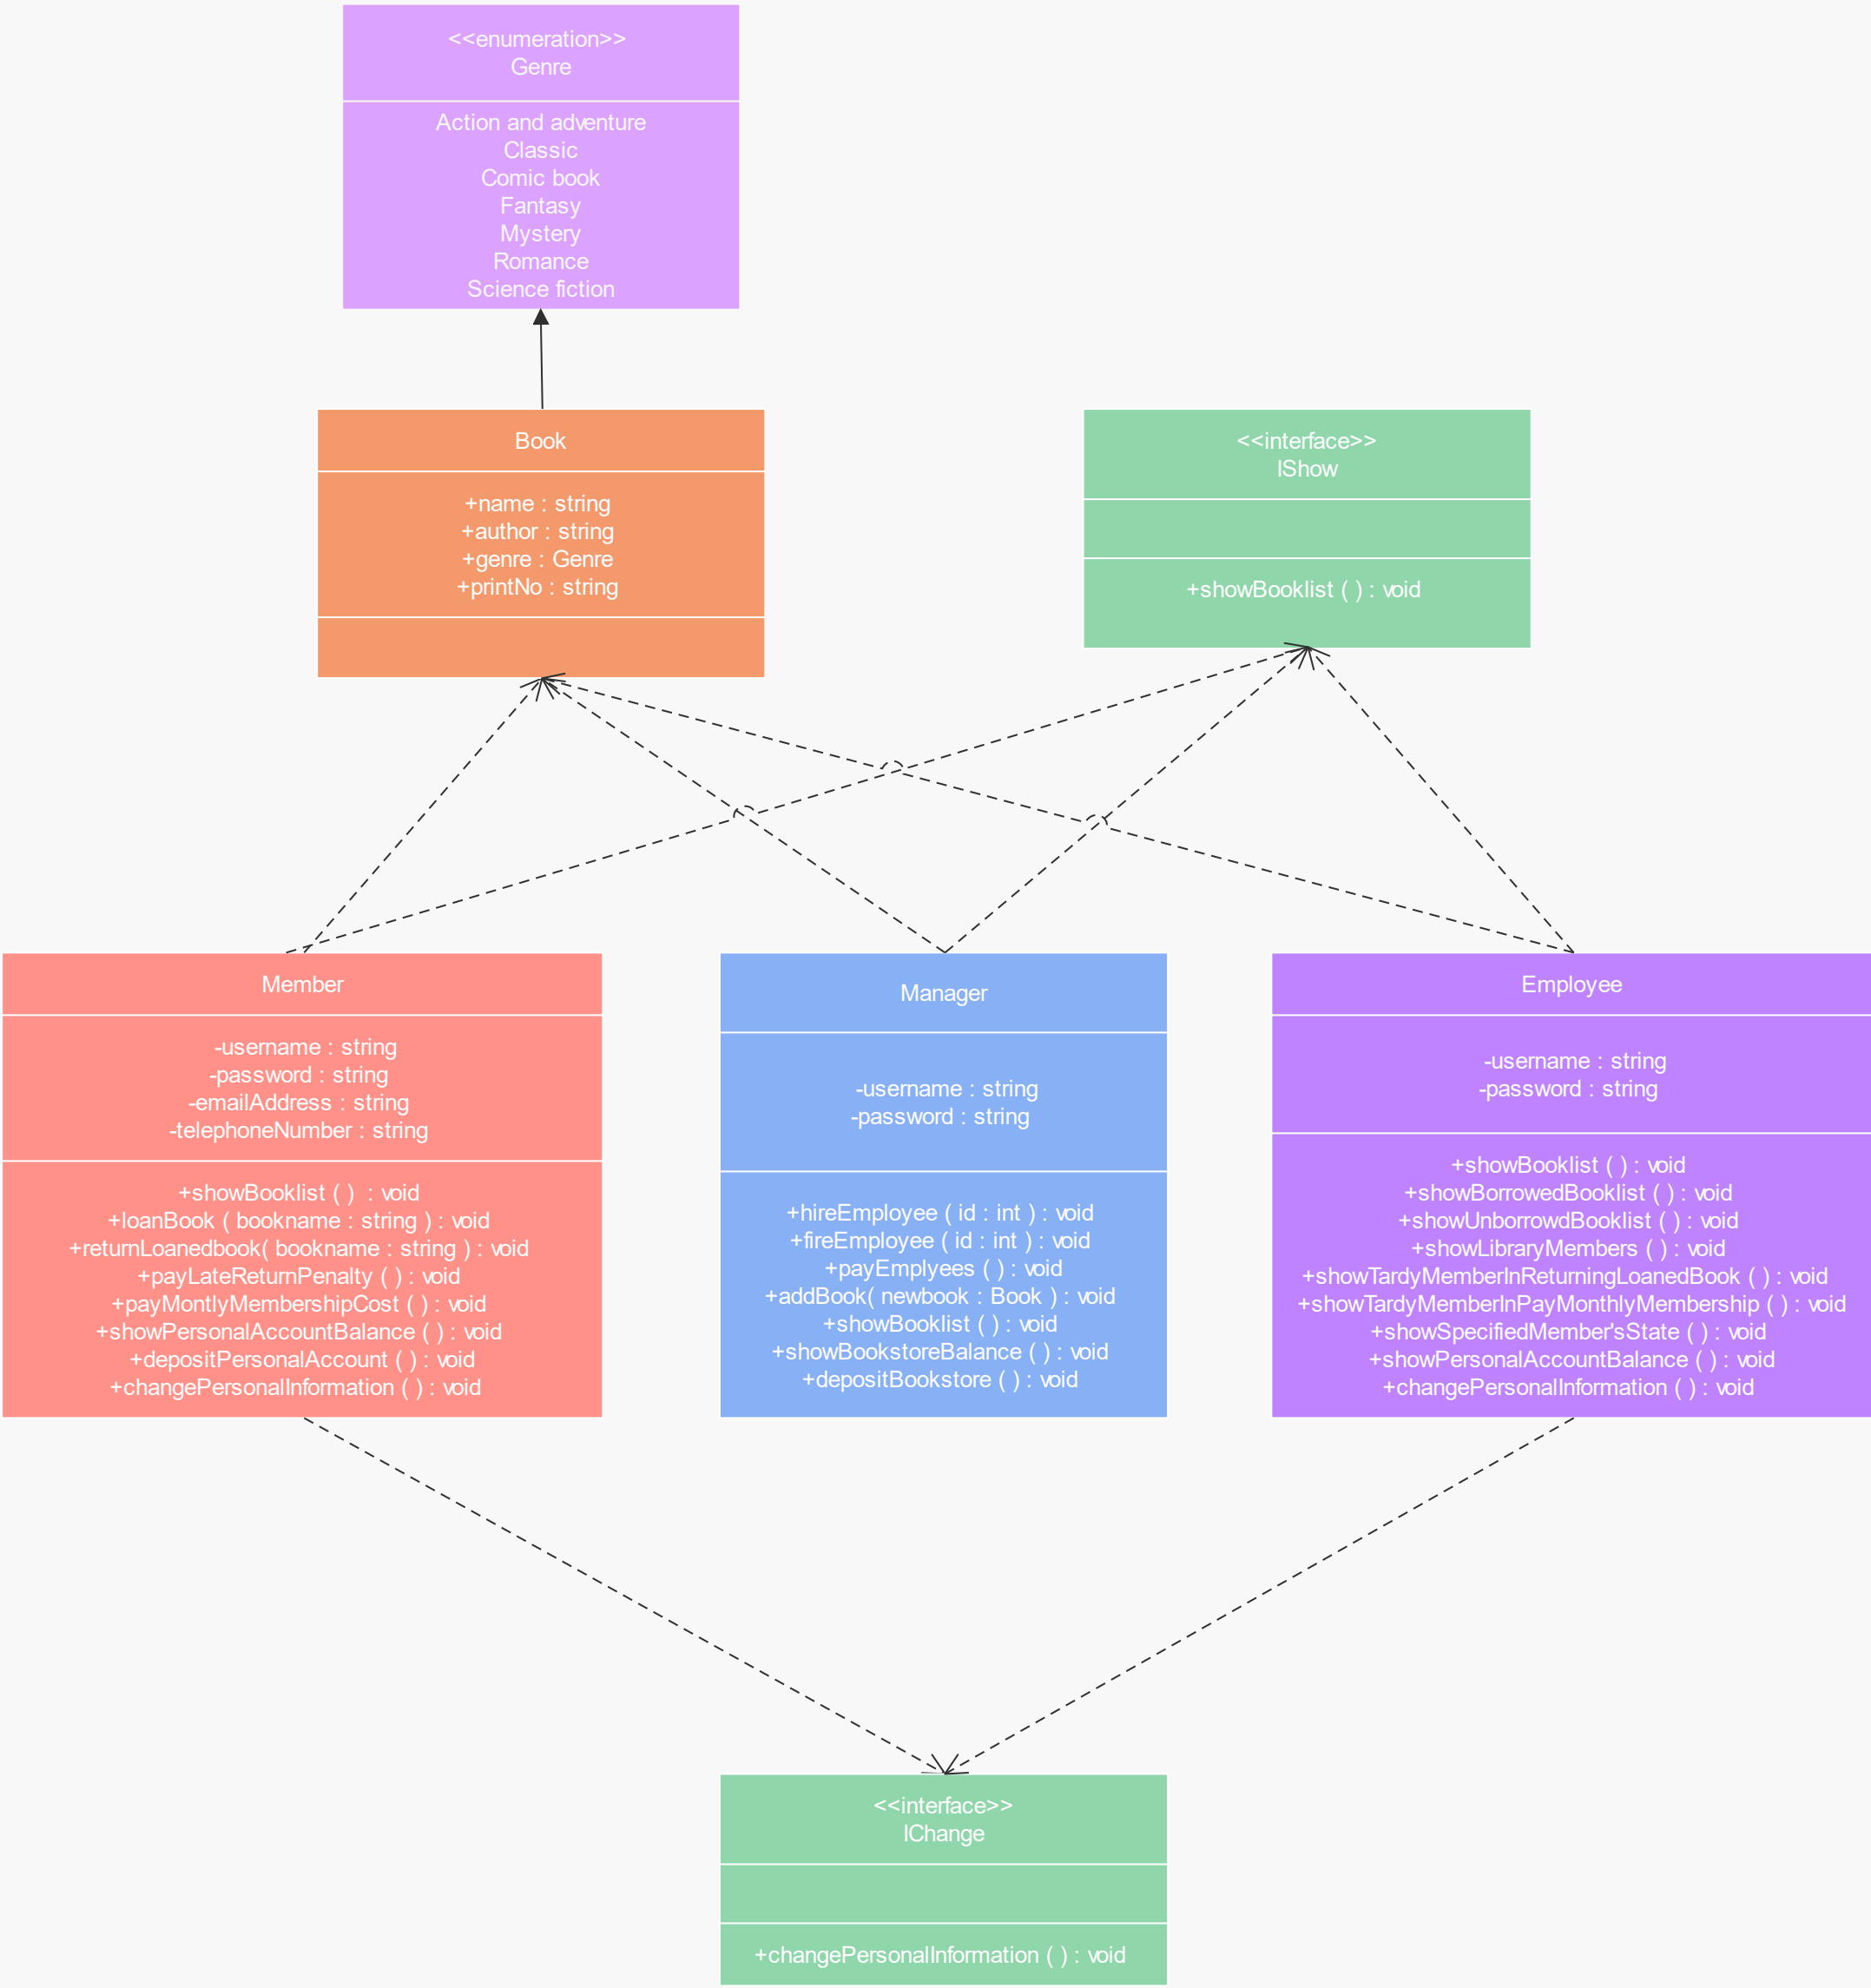 <<enumeration>>
Genre
Action and adventure
Classic
Comic book
Fantasy
Mystery
Romance
Science fiction
Book
+name : string
+author : string
+genre : Genre
+printNo : string
<<interface>>
IShow
+showBooklist ( ) : void
Member
-username : string
-password : string
-emailAddress : string
-telephoneNumber : string
+showBooklist ( )  : void
+loanBook ( bookname : string ) : void
+returnLoanedbook( bookname : string ) : void
+payLateReturnPenalty ( ) : void
+payMontlyMembershipCost ( ) : void
+showPersonalAccountBalance ( ) : void
+depositPersonalAccount ( ) : void
+changePersonalInformation ( ) : void
Manager
-username : string
-password : string
+hireEmployee ( id : int ) : void
+fireEmployee ( id : int ) : void
+payEmplyees ( ) : void
+addBook( newbook : Book ) : void
+showBooklist ( ) : void
+showBookstoreBalance ( ) : void
+depositBookstore ( ) : void
Employee
-username : string
-password : string
+showBooklist ( ) : void
+showBorrowedBooklist ( ) : void
+showUnborrowdBooklist ( ) : void
+showLibraryMembers ( ) : void
+showTardyMemberInReturningLoanedBook ( ) : void
+showTardyMemberInPayMonthlyMembership ( ) : void
+showSpecifiedMember'sState ( ) : void
+showPersonalAccountBalance ( ) : void
+changePersonalInformation ( ) : void
<<interface>>
IChange
+changePersonalInformation ( ) : void